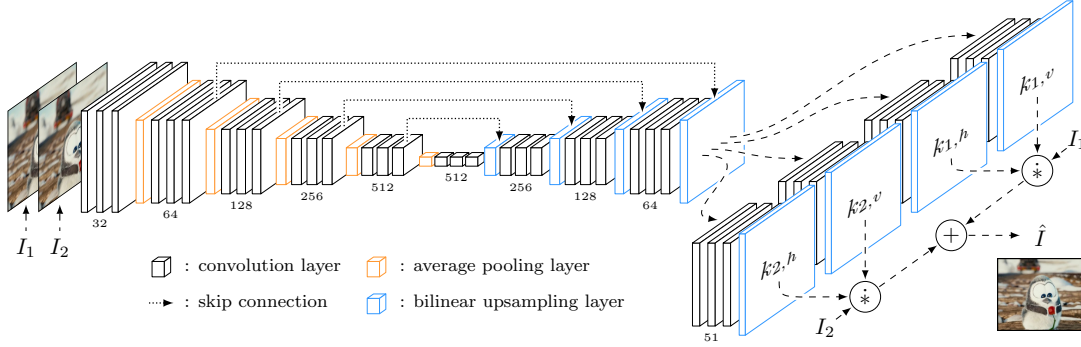 32
64
128
256
512
512
256
128
64
51
I₁
I₂
k₁,ᵥ
k₁,ₕ
k₂,ᵥ
k₂,ₕ
I₁
I₂
*
*
+
Î
: convolution layer
: average pooling layer
: skip connection
: bilinear upsampling layer